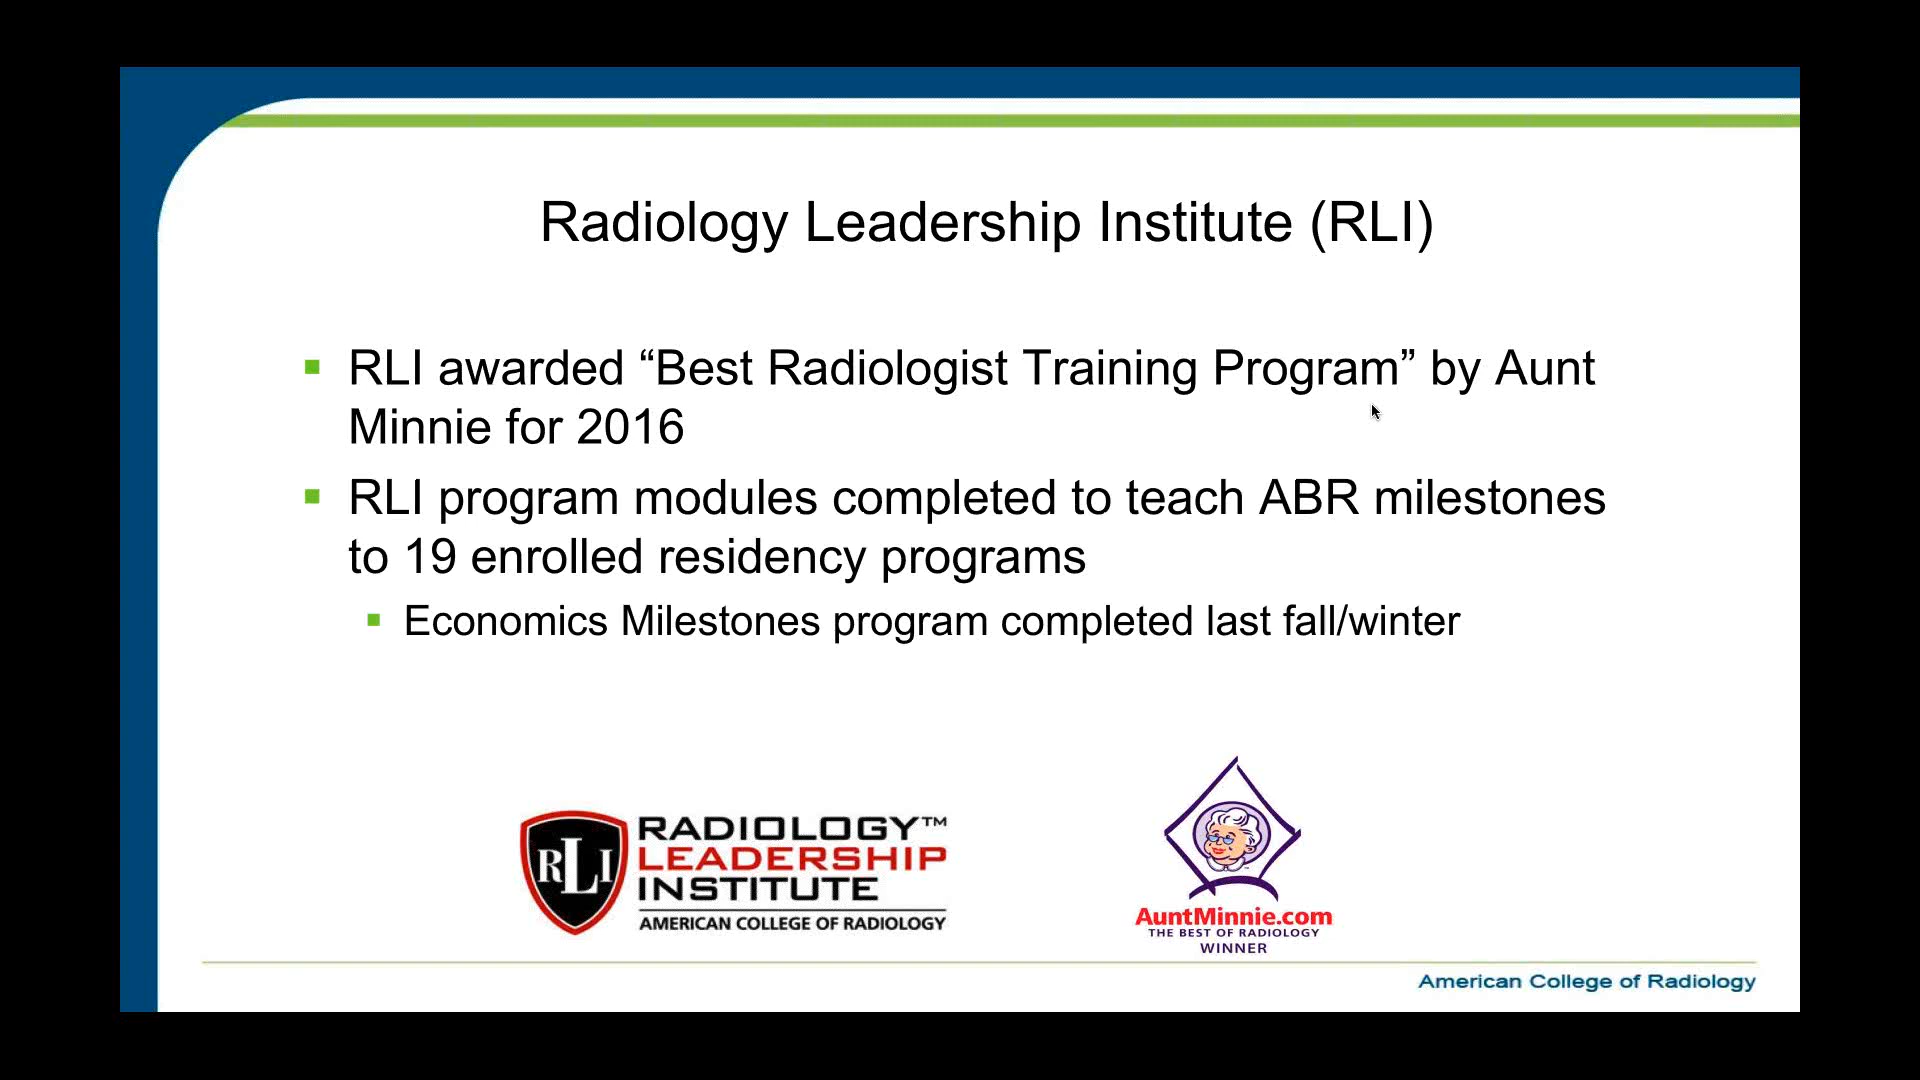 Radiology Leadership Institute (RLI)
RLI awarded “Best Radiologist Training Program” by Aunt
Minnie for 2016
RLI program modules completed to teach ABR milestones
to 19 enrolled residency programs
Economics Milestones program completed last fall/winter
RLI
RADIOLOGY™
LEADERSHIP
INSTITUTE
AMERICAN COLLEGE OF RADIOLOGY
AuntMinnie.com
THE BEST OF RADIOLOGY
WINNER
American College of Radiology